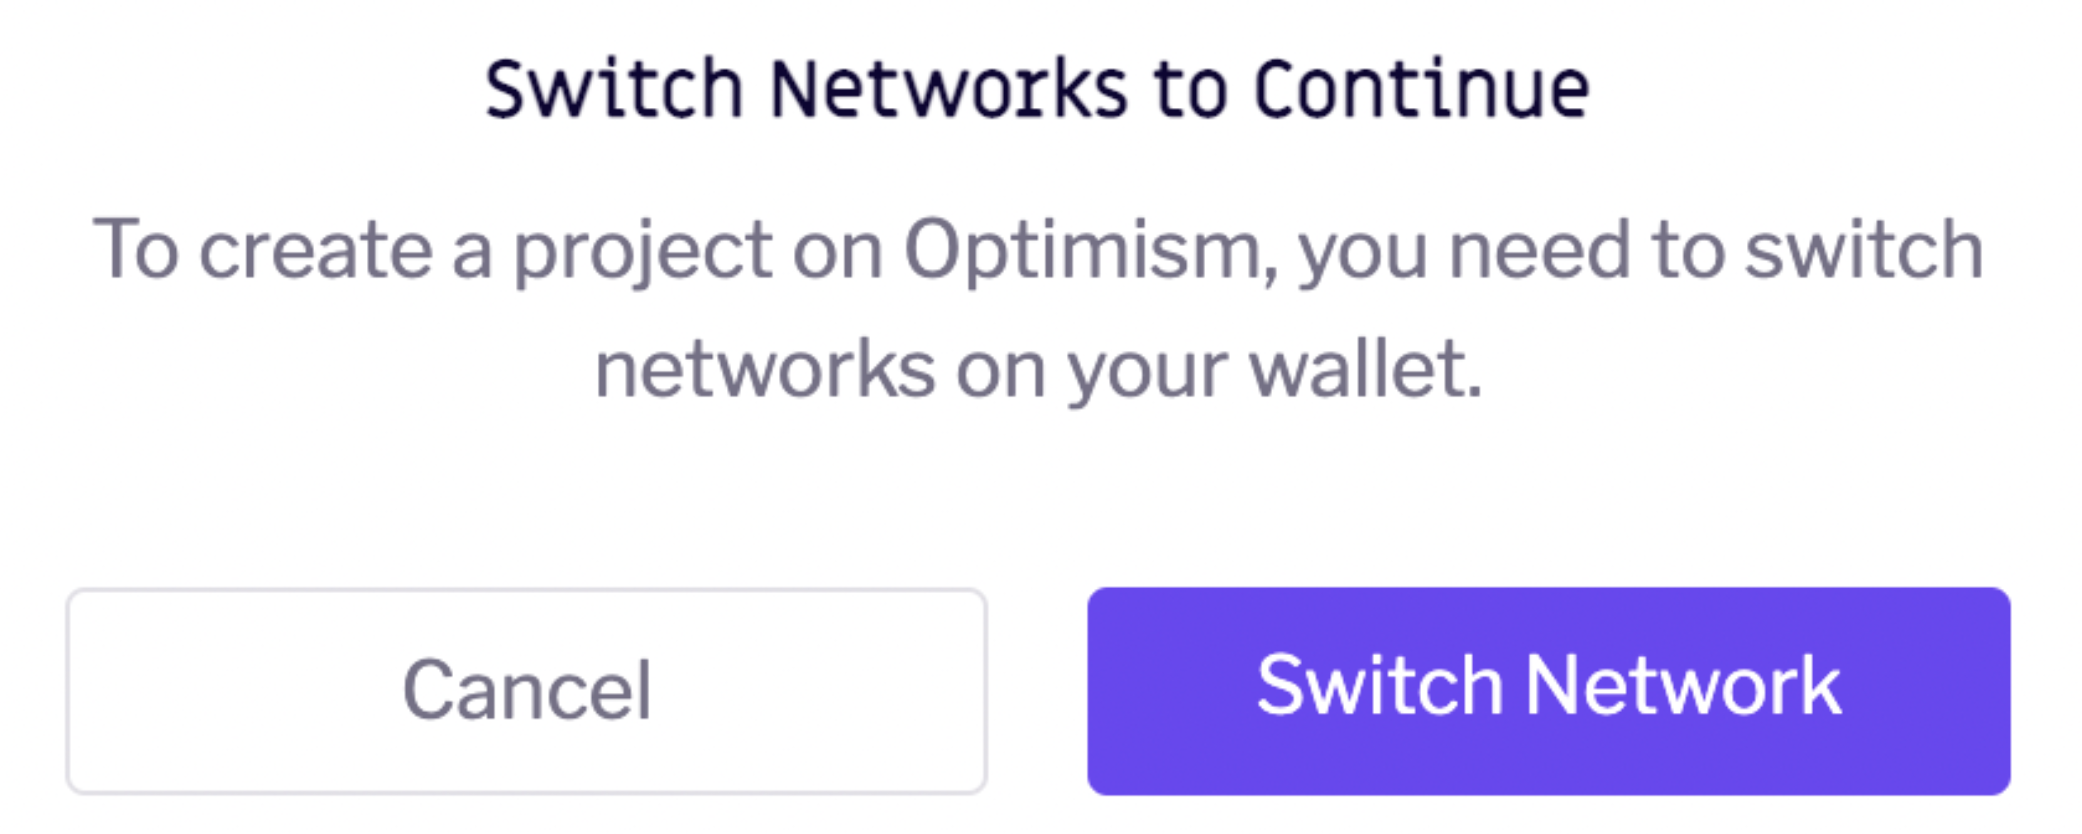 Switch Networks to Continue
To create a project on Optimism, you need to switch
networks on your wallet.
Cancel
Switch Network